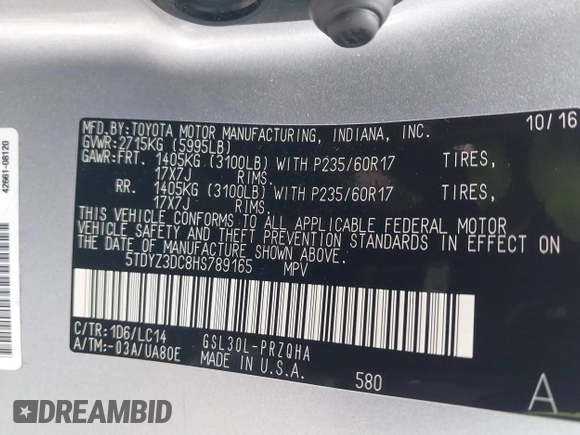 MFD.BY:TOYOTA MOTOR MANUFACTURING, INDIANA, INC. 10/16
GVWR:2715KG (5995LB)
GAWR:FRT. 1405KG (3100LB) WITH P235/60R17 TIRES,
17X7J RIMS.
RR. 1405KG (3100LB) WITH P235/60R17 TIRES,
17X7J RIMS.
THIS VEHICLE CONFORMS TO ALL APPLICABLE FEDERAL MOTOR
VEHICLE SAFETY AND THEFT PREVENTION STANDARDS IN EFFECT ON
THE DATE OF MANUFACTURE SHOWN ABOVE.
5TDYZ3DC8HS789165 MPV
C/TR:1D6/LC14 GSL30L-PRZQHA
A/TM:-03A/UA80E MADE IN U.S.A. 580 A
42661-08120
DREAMBID